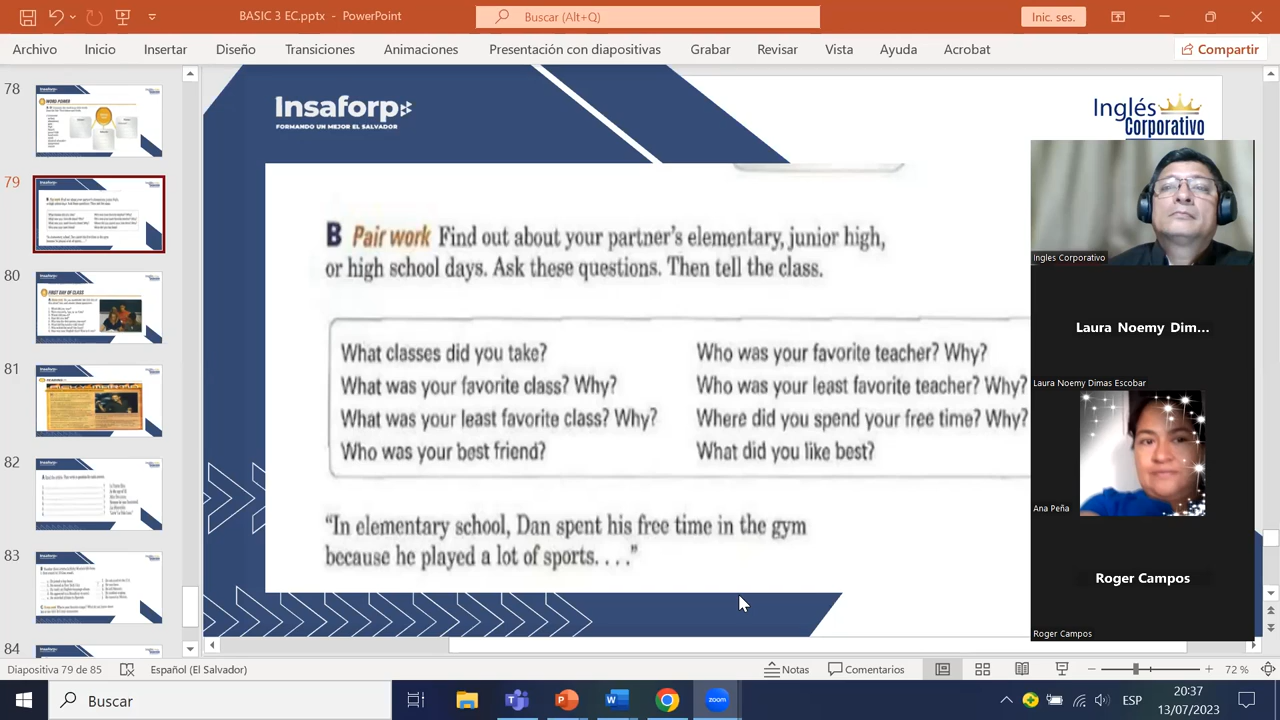 BASIC 3 EC.pptx - PowerPoint
Buscar (Alt+Q)
Inic. ses.
Archivo Inicio Insertar Diseño Transiciones Animaciones Presentación con diapositivas Grabar Revisar Vista Ayuda Acrobat
Compartir
78
79
80
81
82
83
84
WORD POWER
FIRST DAY OF CLASS
Insaforp
FORMANDO UN MEJOR EL SALVADOR
Inglés
Corporativo
B Pair work Find out about your partner's elementary, junior high,
or high school days. Ask these questions. Then tell the class.
What classes did you take?
What was your favorite class? Why?
What was your least favorite class? Why?
Who was your best friend?
Who was your favorite teacher? Why?
Who was your least favorite teacher? Why?
Where did you spend your free time? Why?
What did you like best?
"In elementary school, Dan spent his free time in the gym
because he played a lot of sports. . . ."
Ingles Corporativo
Laura Noemy Dim...
Laura Noemy Dimas Escobar
Ana Peña
Roger Campos
Roger Campos
Diapositiva 79 de 85
Español (El Salvador)
Notas
Comentarios
72 %
Buscar
zoom
ESP
20:37
13/07/2023